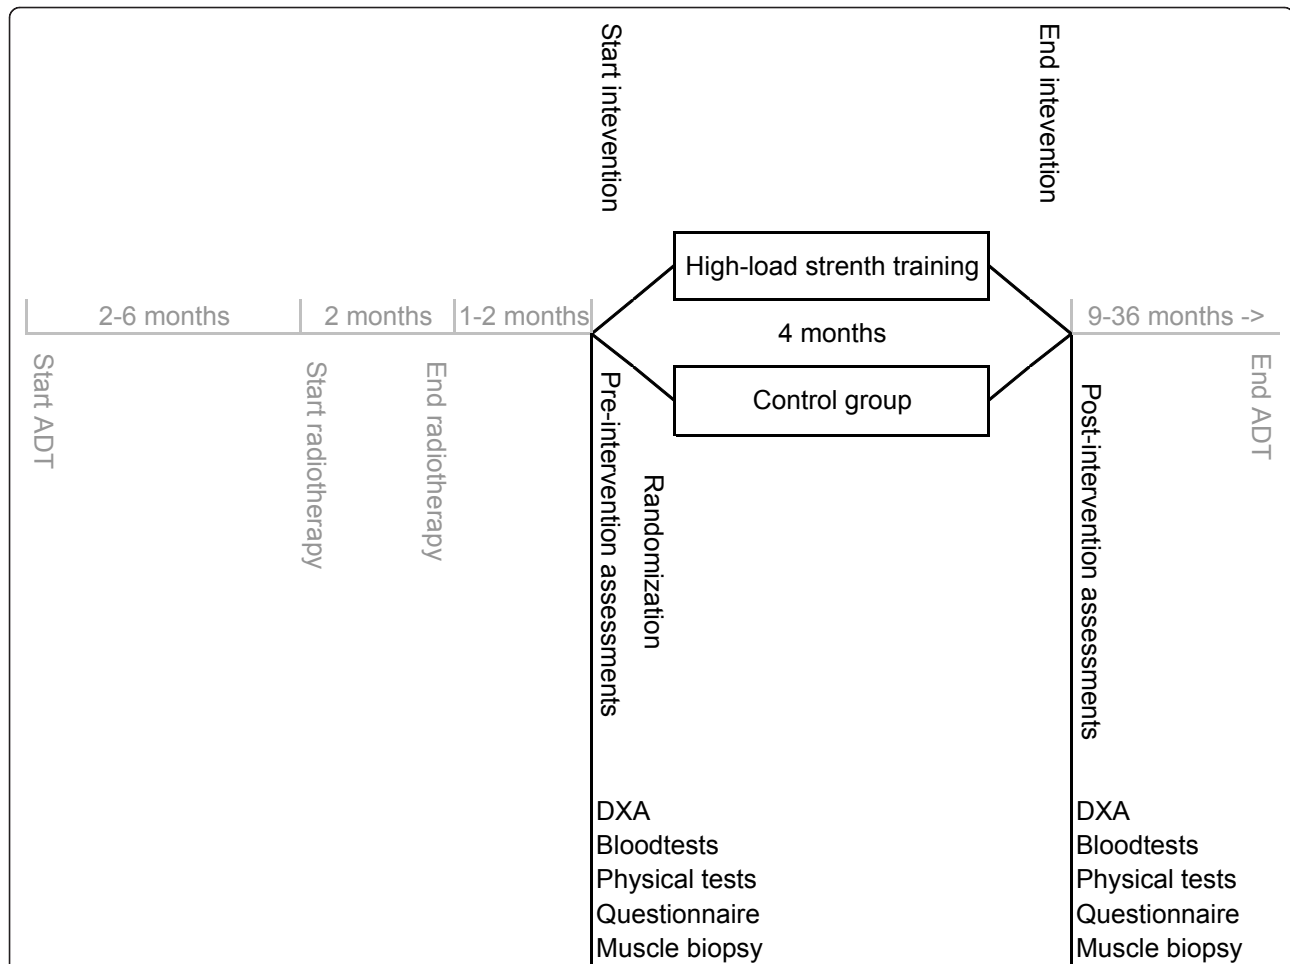 Start intevention
End intevention
High-load strenth training
2-6 months
2 months
1-2 months
4 months
9-36 months ->
Start ADT
Start radiotherapy
End radiotherapy
Pre-intervention assessments
Randomization
Control group
Post-intervention assessments
End ADT
DXA
Bloodtests
Physical tests
Questionnaire
Muscle biopsy
DXA
Bloodtests
Physical tests
Questionnaire
Muscle biopsy